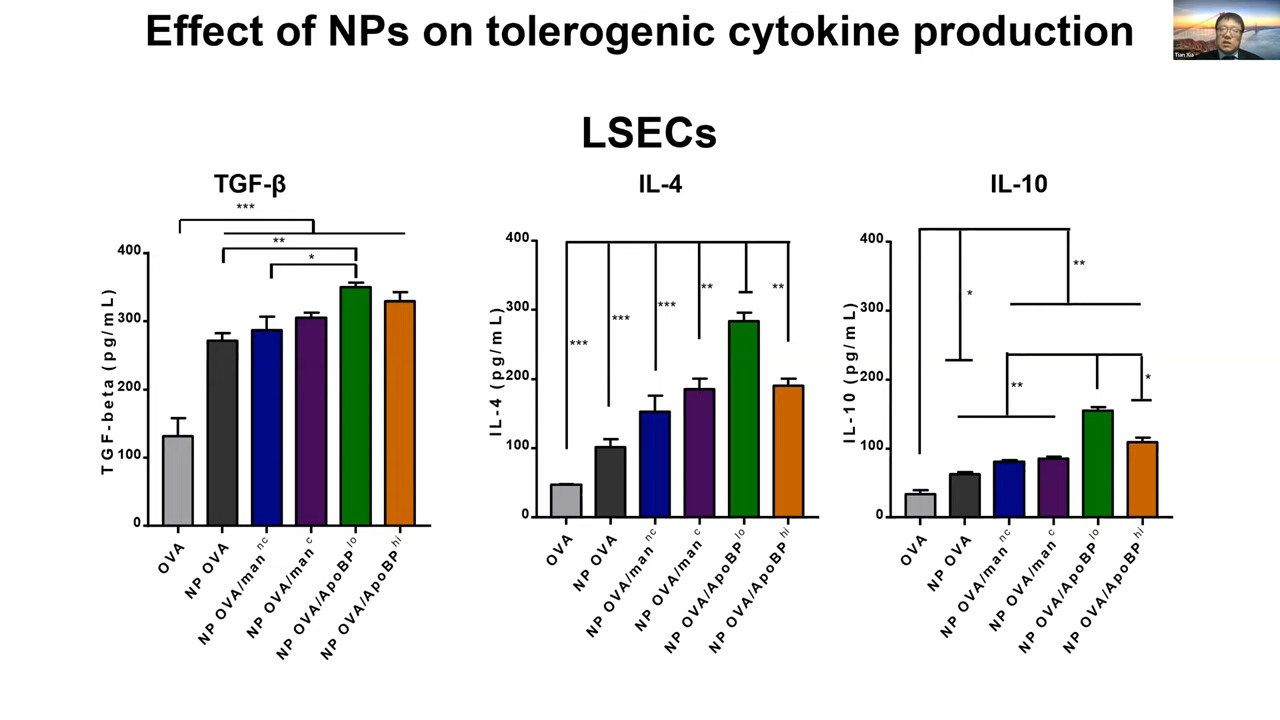 Effect of NPs on tolerogenic cytokine production
Tian Xia
LSECs
TGF-β
***
**
*
TGF-beta (pg/mL)
400
300
200
100
0
OVA
NP OVA
NP OVA/man nc
NP OVA/man c
NP OVA/ApoBP lo
NP OVA/ApoBP hi
IL-4
***
***
***
**
**
IL-4 (pg/mL)
400
300
200
100
0
OVA
NP OVA
NP OVA/man nc
NP OVA/man c
NP OVA/ApoBP lo
NP OVA/ApoBP hi
IL-10
**
*
**
*
IL-10 (pg/mL)
400
300
200
100
0
OVA
NP OVA
NP OVA/man nc
NP OVA/man c
NP OVA/ApoBP lo
NP OVA/ApoBP hi